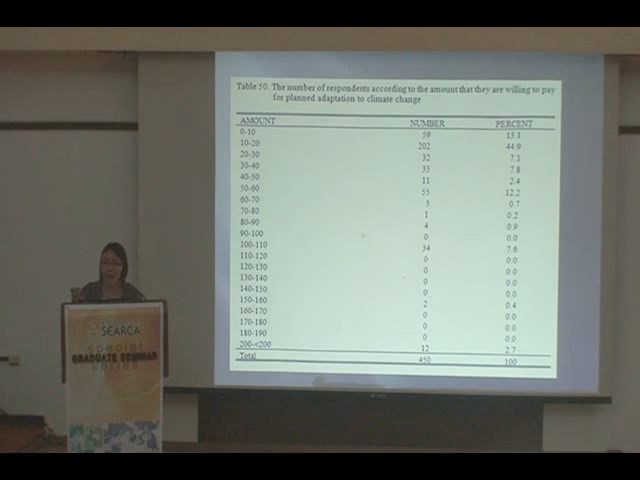 Table 50. The number of respondents according to the amount that they are willing to pay
for planned adaptation to climate change
AMOUNT NUMBER PERCENT
0-10 59 13.1
10-20 202 44.9
20-30 32 7.1
30-40 35 7.8
40-50 11 2.4
50-60 55 12.2
60-70 3 0.7
70-80 1 0.2
80-90 4 0.9
90-100 0 0.0
100-110 34 7.6
110-120 0 0.0
120-130 0 0.0
130-140 0 0.0
140-150 0 0.0
150-160 2 0.4
160-170 0 0.0
170-180 0 0.0
180-190 0 0.0
200-<200 12 2.7
Total 450 100
SEARCA
special
GRADUATE SEMINAR
series